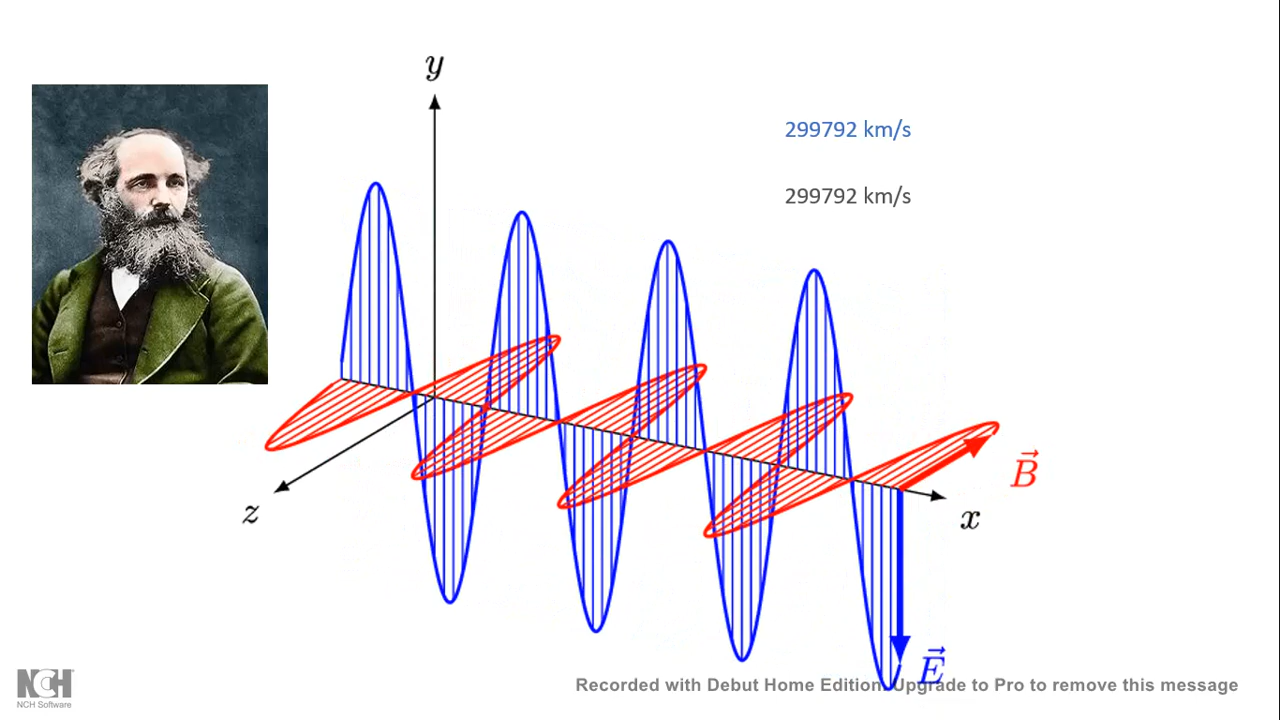 y
299792 km/s
299792 km/s
B
z
x
E
Recorded with Debut Home Edition. Upgrade to Pro to remove this message
NCH
NCH Software